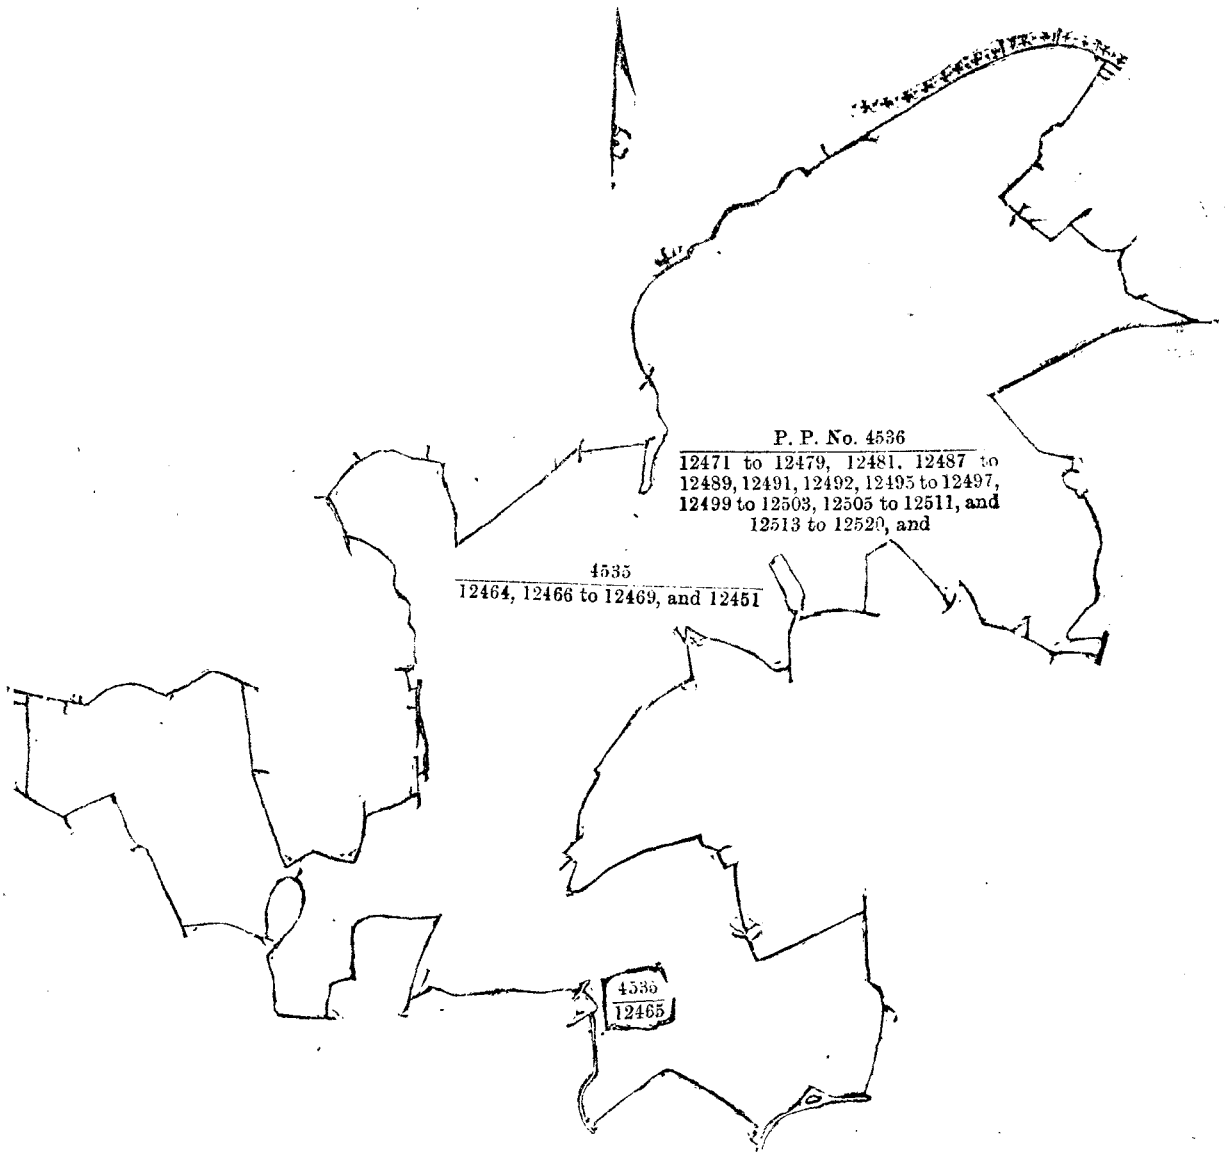 P. P. No. 4536
12471 to 12479, 12481. 12487 to
12489, 12491, 12492, 12495 to 12497,
12499 to 12503, 12505 to 12511, and
12513 to 12520, and
4535
12464, 12466 to 12469, and 12451
4535
12465